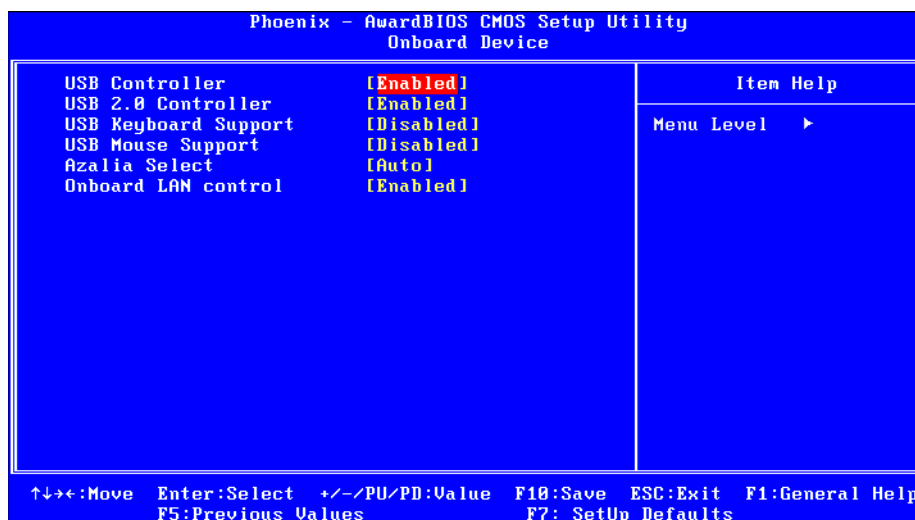 Phoenix - AwardBIOS CMOS Setup Utility
Onboard Device
USB Controller [Enabled]
USB 2.0 Controller [Enabled]
USB Keyboard Support [Disabled]
USB Mouse Support [Disabled]
Azalia Select [Auto]
Onboard LAN control [Enabled]
Item Help
Menu Level ►
↑↓→←:Move Enter:Select +/-/PU/PD:Value F10:Save ESC:Exit F1:General Help
F5:Previous Values F7: SetUp Defaults